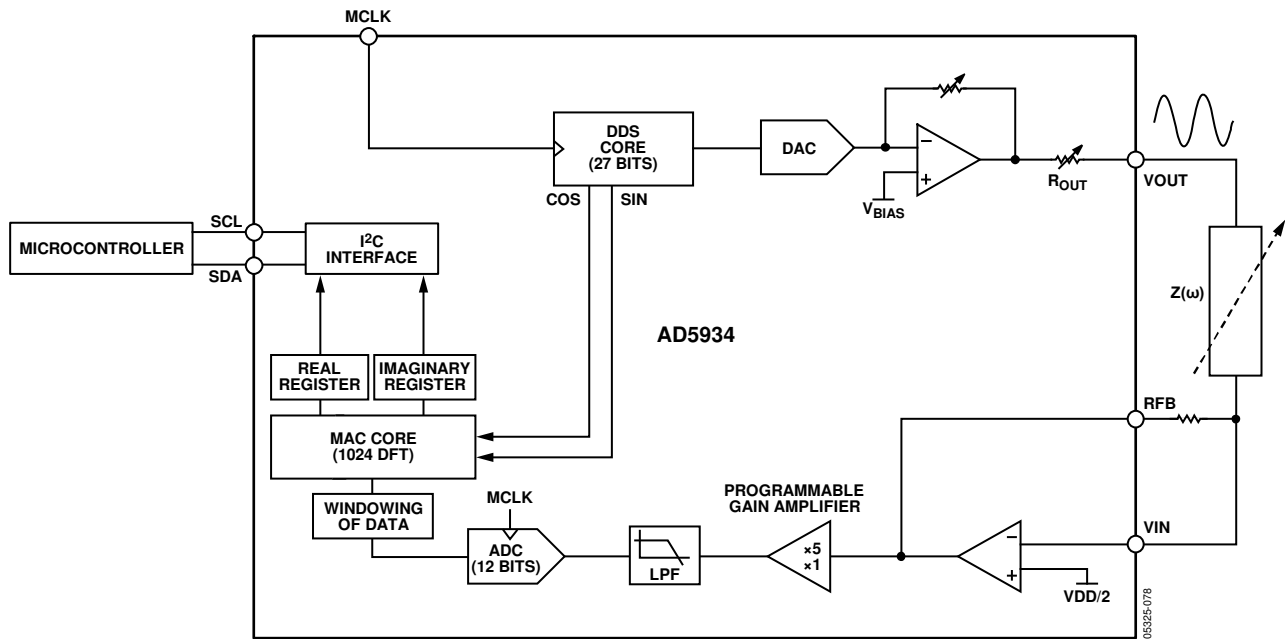 MCLK
DDS
CORE
(27 BITS)
DAC
−
+
VBIAS
ROUT
VOUT
COS
SIN
SCL
SDA
MICROCONTROLLER
I2C
INTERFACE
Z(ω)
AD5934
REAL
REGISTER
IMAGINARY
REGISTER
RFB
MAC CORE
(1024 DFT)
WINDOWING
OF DATA
MCLK
ADC
(12 BITS)
LPF
PROGRAMMABLE
GAIN AMPLIFIER
×5
×1
−
+
VIN
VDD/2
05325-078